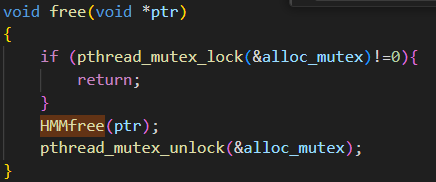 void free(void *ptr)
{
    if (pthread_mutex_lock(&alloc_mutex)!=0){
        return;
    }
    HMMfree(ptr);
    pthread_mutex_unlock(&alloc_mutex);
}